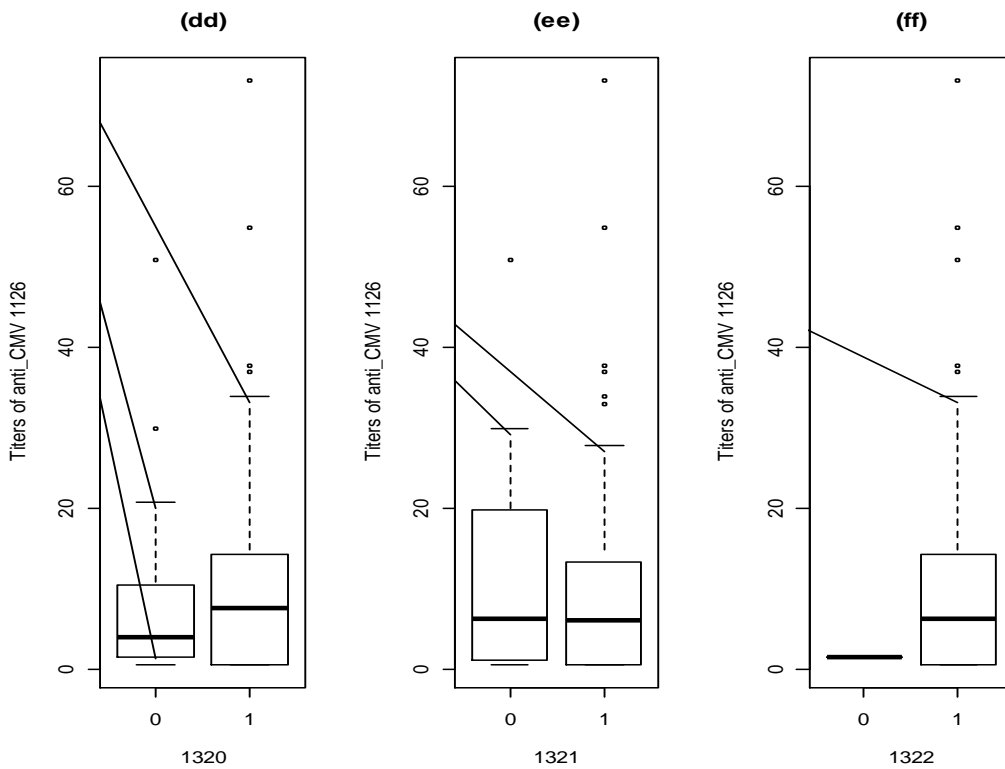 (dd)
Titers of anti_CMV 1126
0 20 40 60
0 1
1320
(ee)
Titers of anti_CMV 1126
0 20 40 60
0 1
1321
(ff)
Titers of anti_CMV 1126
0 20 40 60
0 1
1322